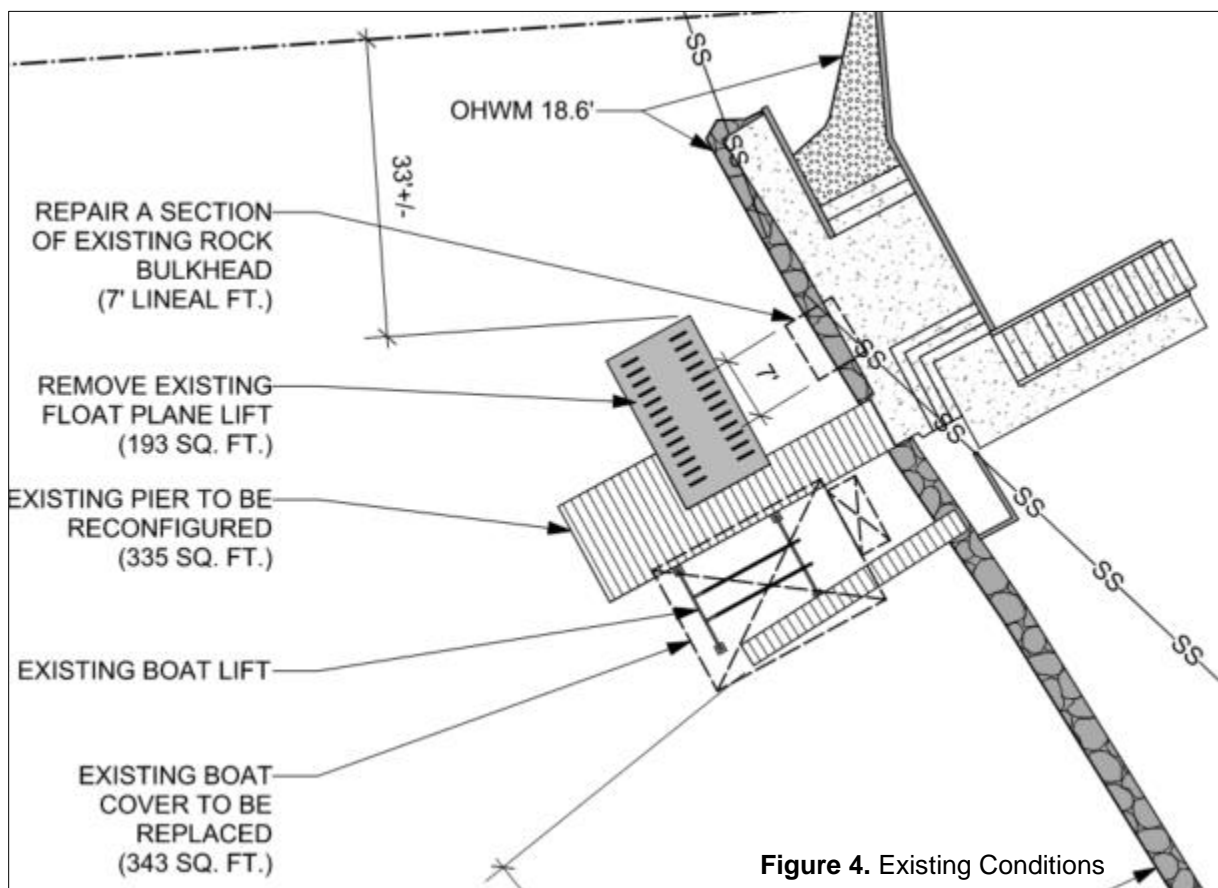 SS
OHWM 18.6'
SS
33'+/-
REPAIR A SECTION
OF EXISTING ROCK
BULKHEAD
(7' LINEAL FT.)
SS
7'
REMOVE EXISTING
FLOAT PLANE LIFT
(193 SQ. FT.)
SS
EXISTING PIER TO BE
RECONFIGURED
(335 SQ. FT.)
SS
SS
SS
EXISTING BOAT LIFT
EXISTING BOAT
COVER TO BE
REPLACED
(343 SQ. FT.)
Figure 4. Existing Conditions